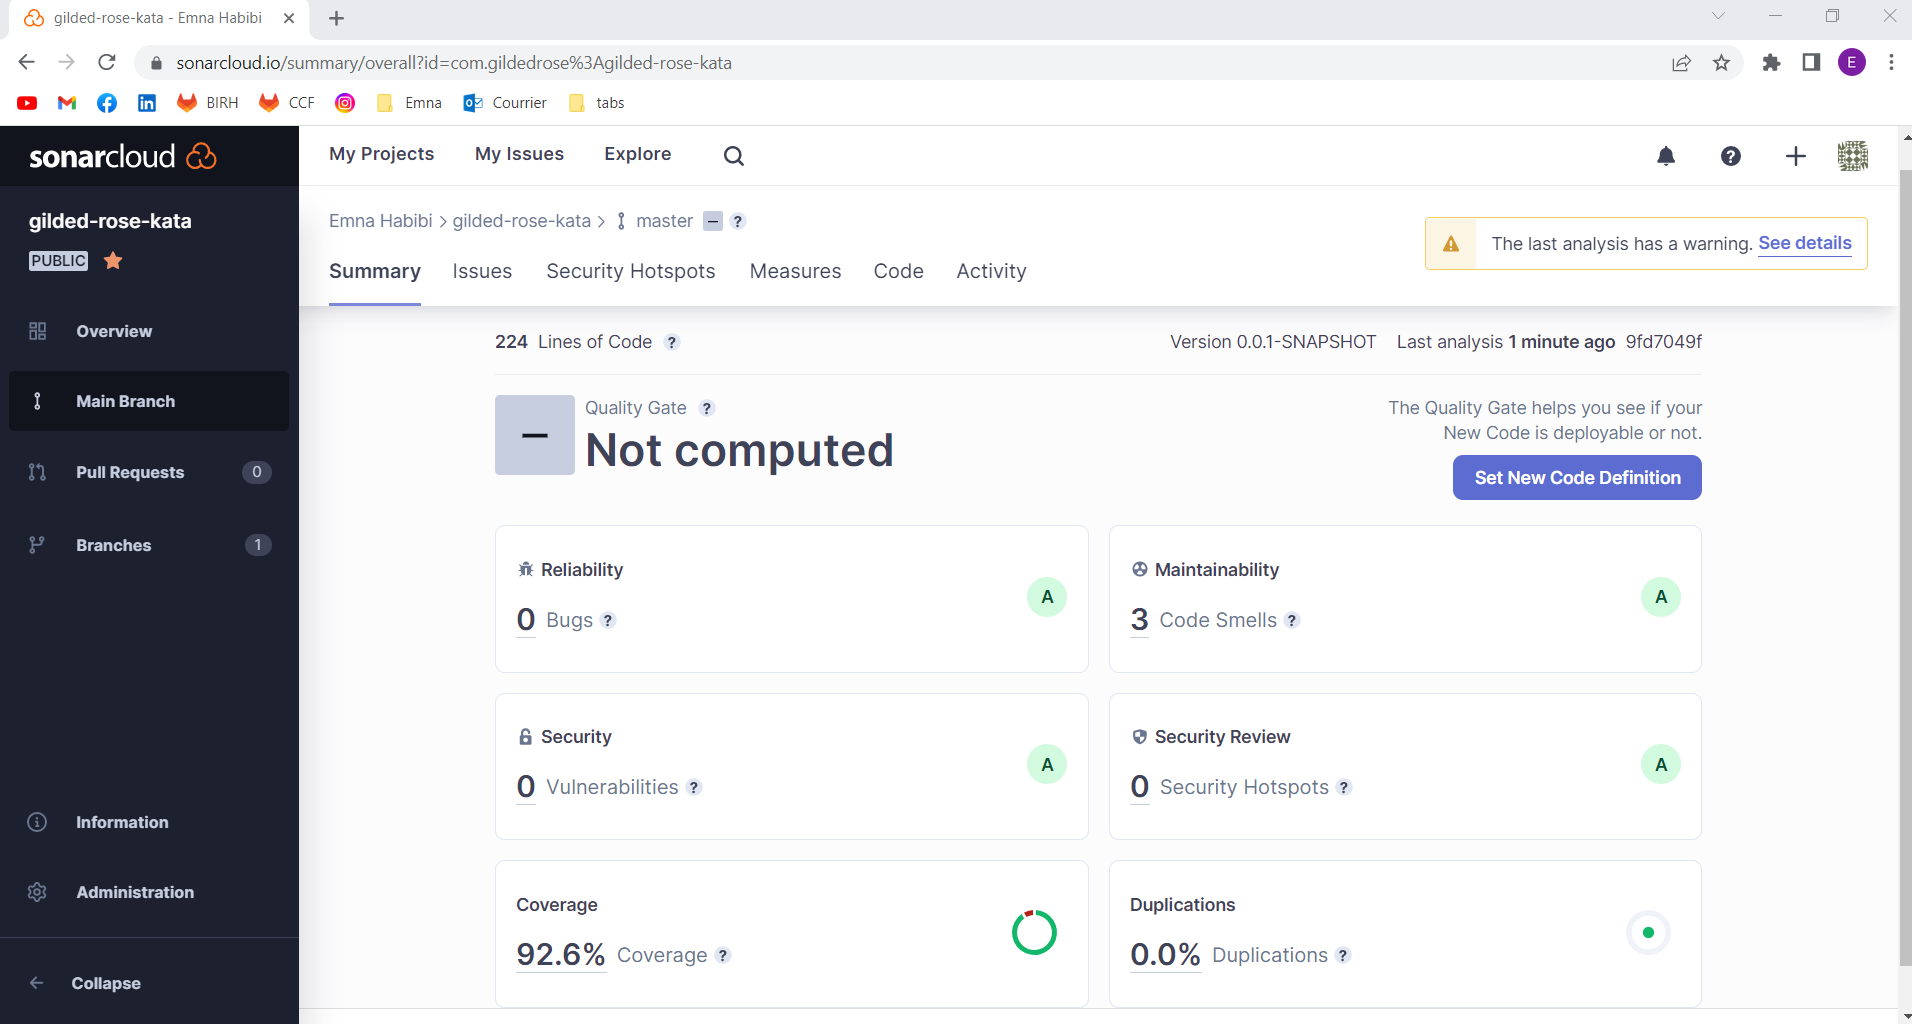 gilded-rose-kata - Emna Habibi
sonarcloud.io/summary/overall?id=com.gildedrose%3Agilded-rose-kata
E
BIRH
CCF
Emna
Courrier
tabs
sonarcloud
My Projects
My Issues
Explore
gilded-rose-kata
PUBLIC
Overview
Main Branch
Pull Requests 0
Branches 1
Information
Administration
Collapse
Emna Habibi > gilded-rose-kata > master – ?
The last analysis has a warning. See details
Summary
Issues
Security Hotspots
Measures
Code
Activity
224 Lines of Code ?
Version 0.0.1-SNAPSHOT
Last analysis 1 minute ago 9fd7049f
Quality Gate ?
Not computed
The Quality Gate helps you see if your
New Code is deployable or not.
Set New Code Definition
Reliability
0 Bugs ?
A
Maintainability
3 Code Smells ?
A
Security
0 Vulnerabilities ?
A
Security Review
0 Security Hotspots ?
A
Coverage
92.6% Coverage ?
Duplications
0.0% Duplications ?